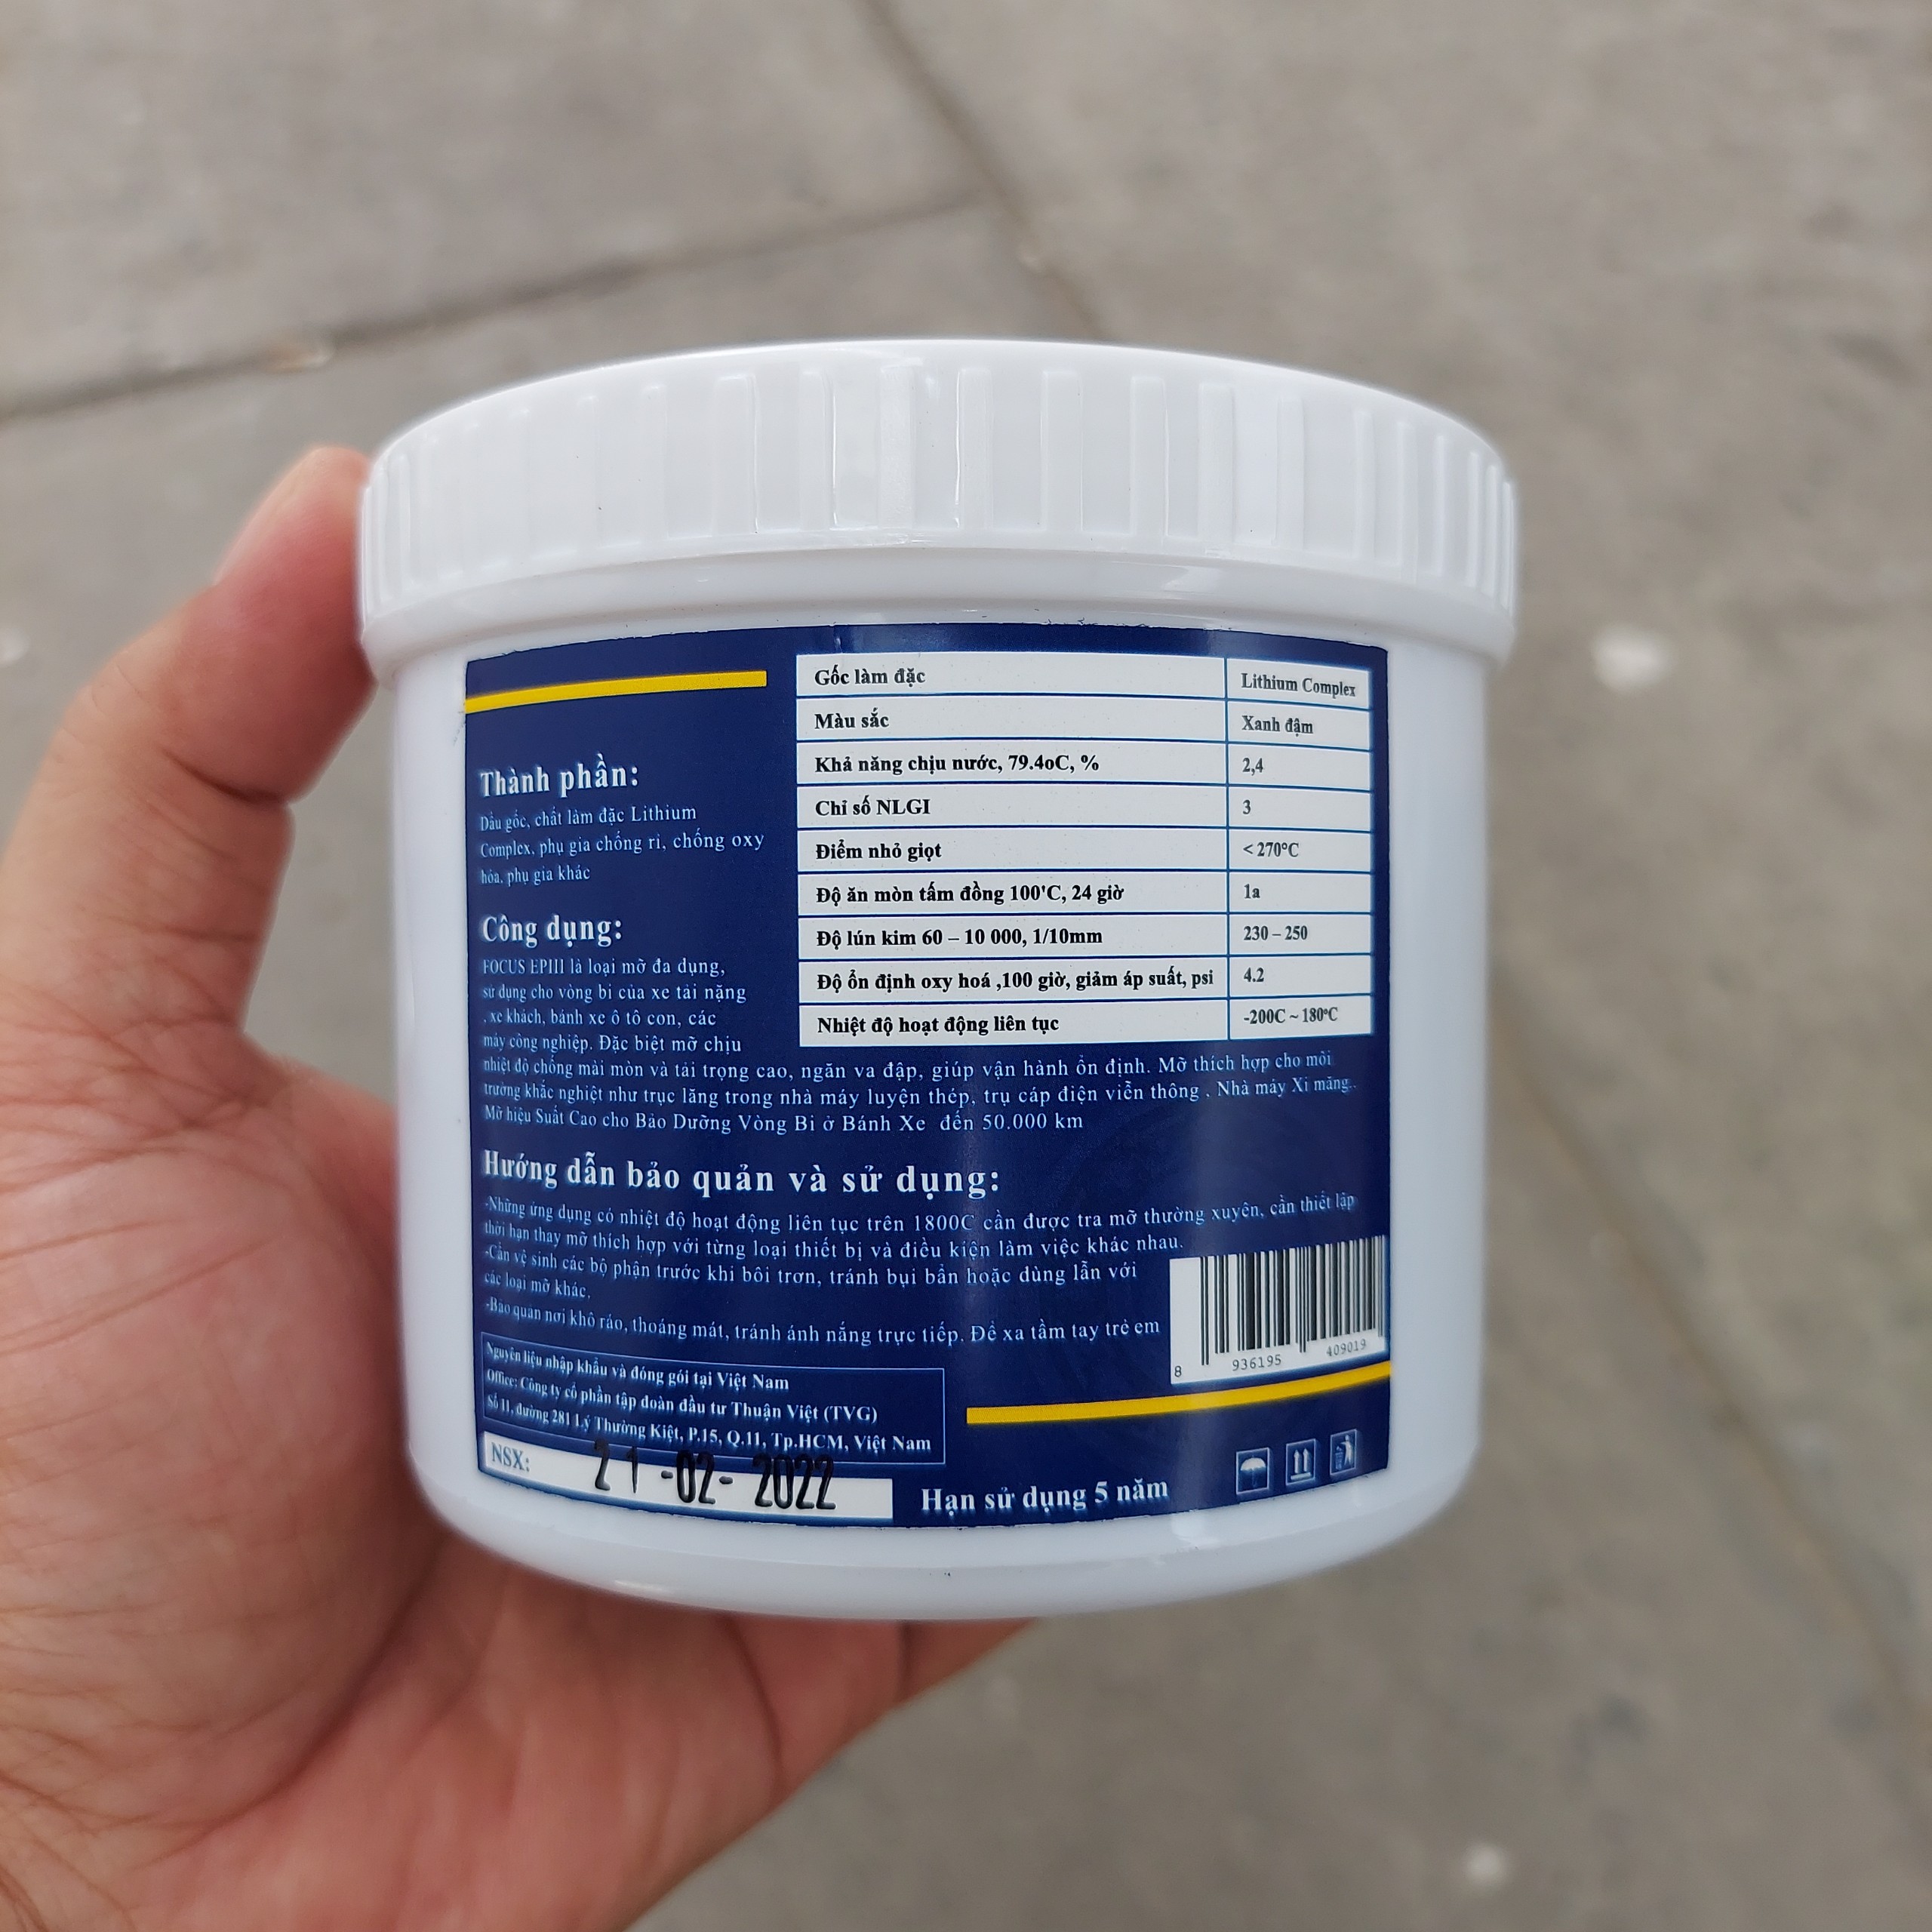 Gốc làm đặc Lithium Complex
Màu sắc Xanh đậm
Khả năng chịu nước, 79.4oC, % 2,4
Chỉ số NLGI 3
Điểm nhỏ giọt < 270°C
Độ ăn mòn tấm đồng 100'C, 24 giờ 1a
Độ lún kim 60 – 10 000, 1/10mm 230 – 250
Độ ổn định oxy hoá ,100 giờ, giảm áp suất, psi 4.2
Nhiệt độ hoạt động liên tục -200C ~ 180°C
Thành phần:
Dầu gốc, chất làm đặc Lithium
Complex, phụ gia chống rỉ, chống oxy
hóa, phụ gia khác
Công dụng:
FOCUS EPIII là loại mỡ đa dụng,
sử dụng cho vòng bi của xe tải nặng
, xe khách, bánh xe ô tô con, các
máy công nghiệp. Đặc biệt mỡ chịu
nhiệt độ chống mài mòn và tải trọng cao, ngăn va đập, giúp vận hành ổn định. Mỡ thích hợp cho môi
trường khắc nghiệt như trục lăng trong nhà máy luyện thép, trụ cáp điện viễn thông , Nhà máy Xi măng..
Mỡ hiệu Suất Cao cho Bảo Dưỡng Vòng Bi ở Bánh Xe đến 50.000 km
Hướng dẫn bảo quản và sử dụng:
-Những ứng dụng có nhiệt độ hoạt động liên tục trên 1800C cần được tra mỡ thường xuyên, cần thiết lập
thời hạn thay mỡ thích hợp với từng loại thiết bị và điều kiện làm việc khác nhau.
-Cần vệ sinh các bộ phận trước khi bôi trơn, tránh bụi bẩn hoặc dùng lẫn với
các loại mỡ khác.
-Bảo quản nơi khô ráo, thoáng mát, tránh ánh nắng trực tiếp. Để xa tầm tay trẻ em
8 936195 409019
Nguyên liệu nhập khẩu và đóng gói tại Việt Nam
Office: Công ty cổ phần tập đoàn đầu tư Thuận Việt (TVG)
Số 11, đường 281 Lý Thường Kiệt, P.15, Q.11, Tp.HCM, Việt Nam
NSX: 21-02-2022
Hạn sử dụng 5 năm